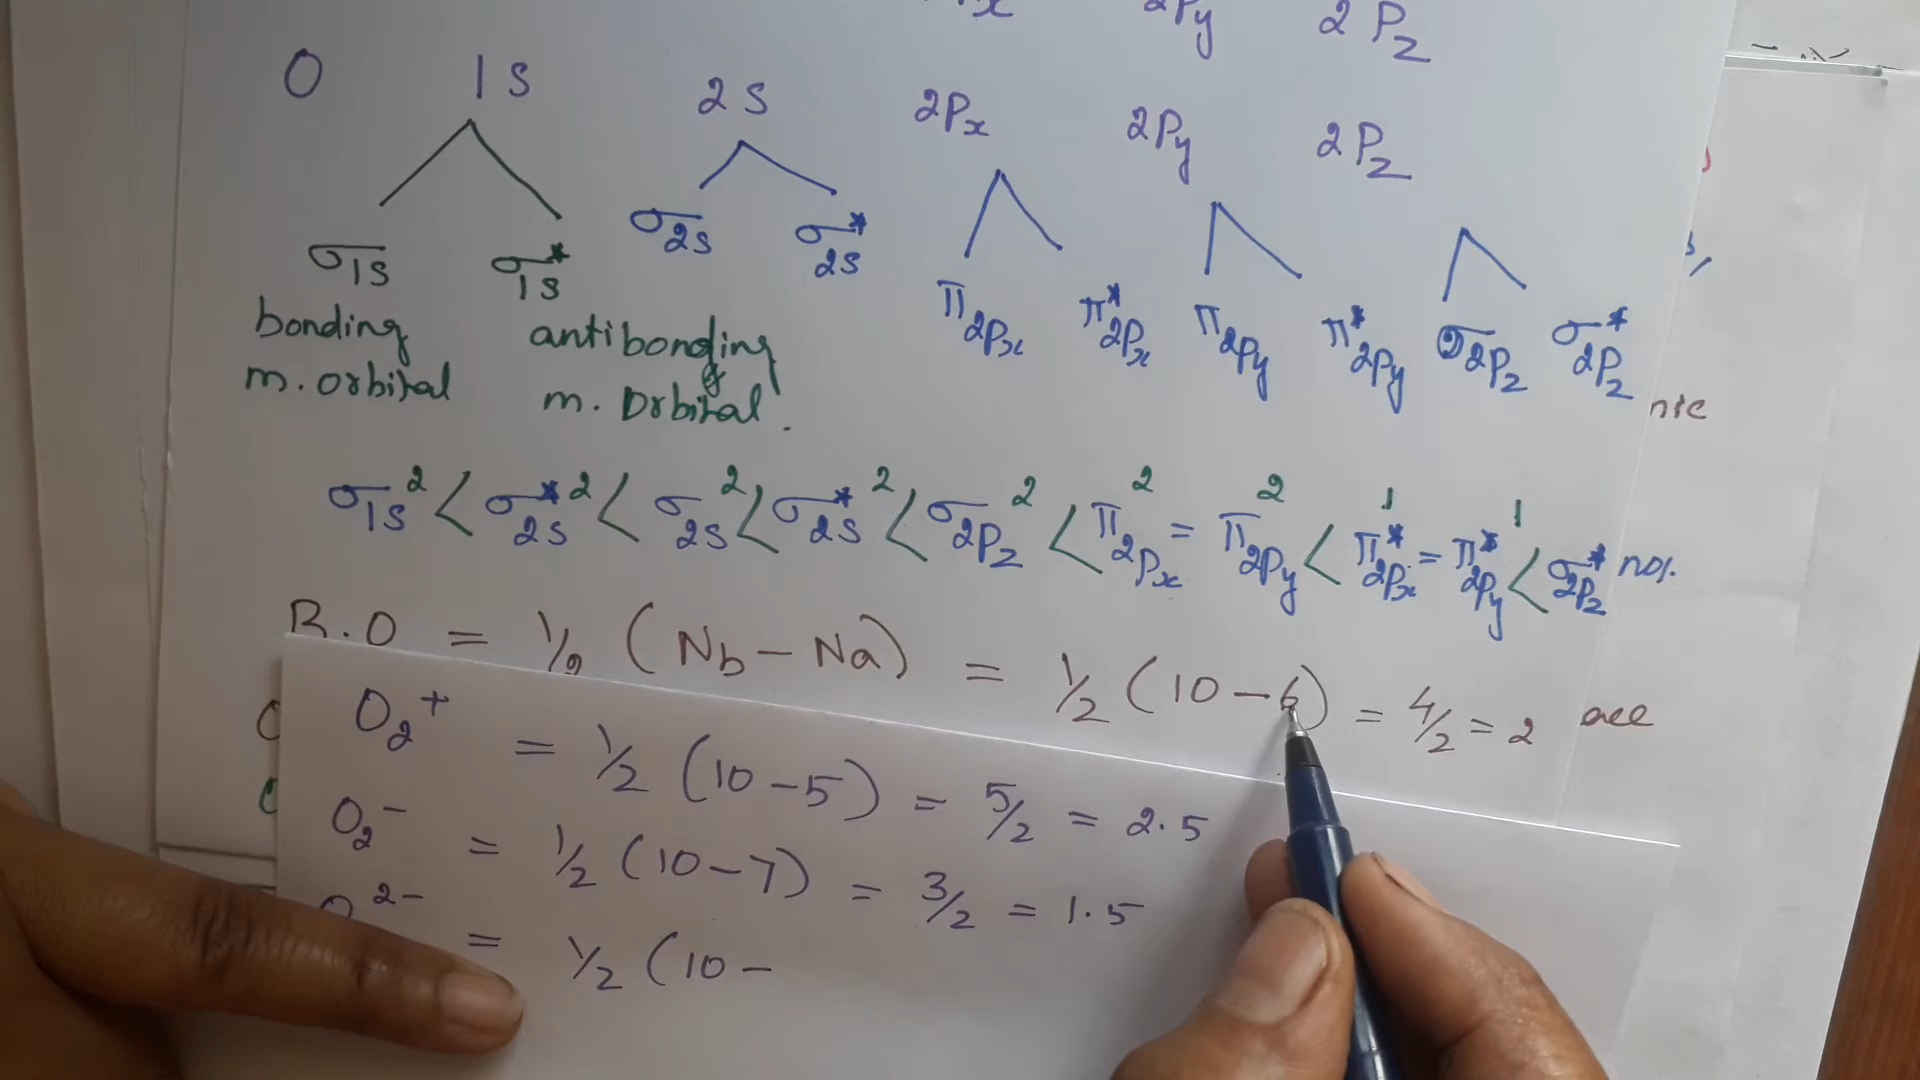 2Py 2Pz
O 1S 2S 2Px 2Py 2Pz
σ1S σ*1S σ2S σ*2S π2Px π*2Px π2Py π*2Py σ2Pz σ*2Pz
bonding antibonding
m. orbital m. Orbital.
σ1S² < σ*2S² < σ2S² < σ*2S² < σ2Pz² < π2Px² = π2Py² < π*2Px¹ = π*2Py¹ < σ*2Pz
B.O = 1/2 (Nb – Na) = 1/2 (10 – 6) = 4/2 = 2
O2+ = 1/2 (10 – 5) = 5/2 = 2.5
O2- = 1/2 (10 – 7) = 3/2 = 1.5
2- = 1/2 (10 –